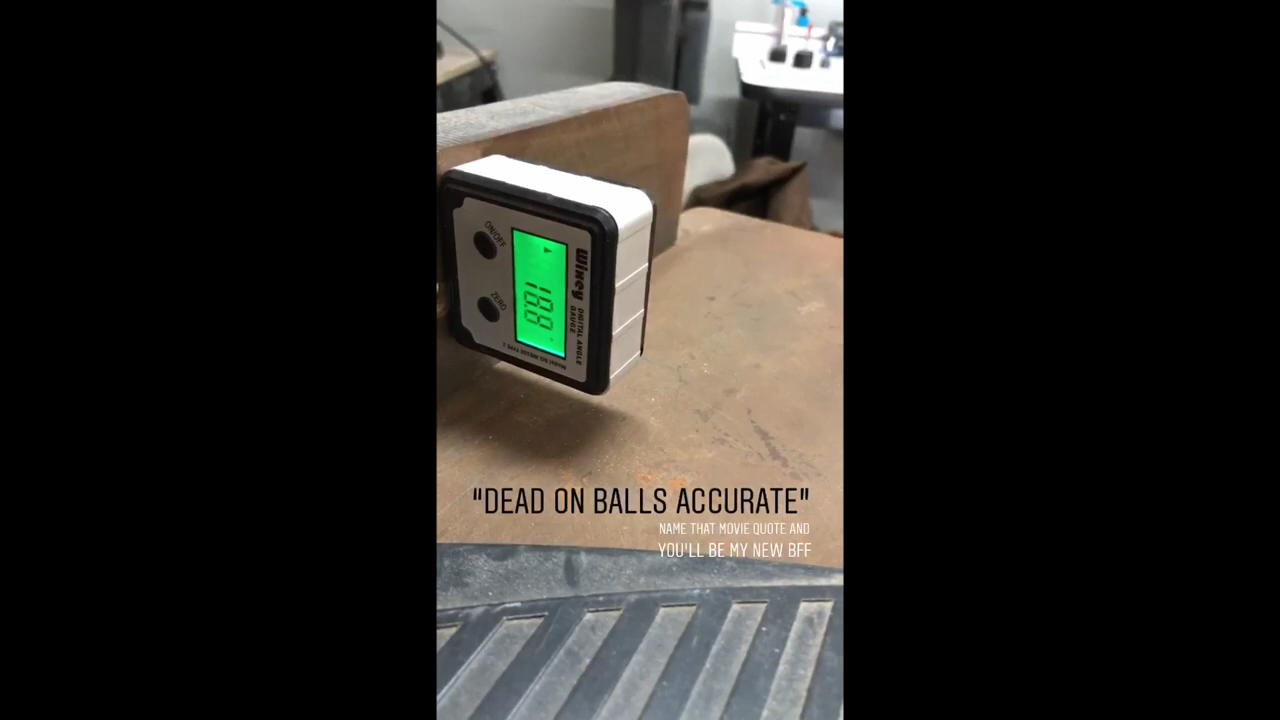 ON/OFF
ZERO
Wixey
DIGITAL ANGLE
GAUGE
"DEAD ON BALLS ACCURATE"
NAME THAT MOVIE QUOTE AND
YOU'LL BE MY NEW BFF